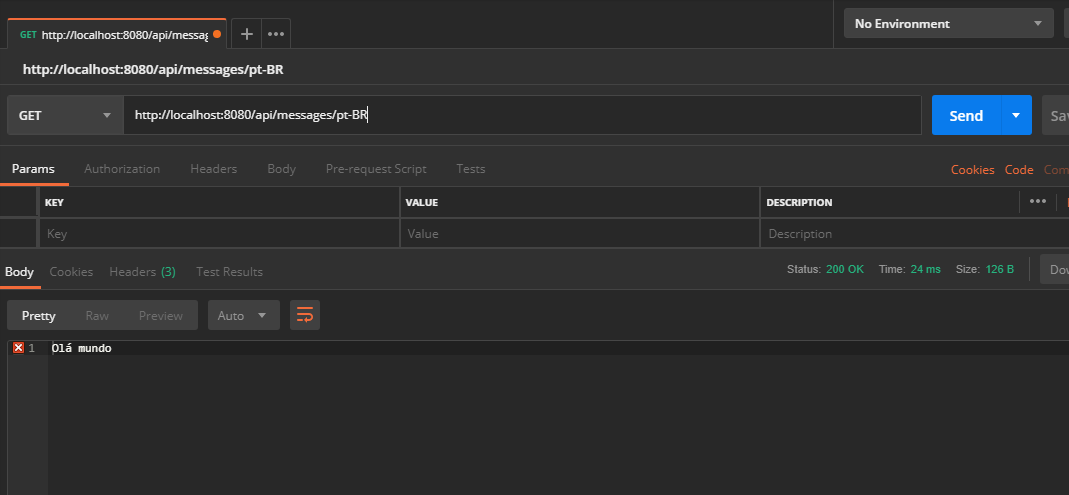 GET http://localhost:8080/api/messag
No Environment
http://localhost:8080/api/messages/pt-BR
GET http://localhost:8080/api/messages/pt-BR Send Sav
Params Authorization Headers Body Pre-request Script Tests Cookies Code Com
KEY VALUE DESCRIPTION
Key Value Description
Body Cookies Headers (3) Test Results Status: 200 OK Time: 24 ms Size: 126 B Dow
Pretty Raw Preview Auto
1 Olá mundo